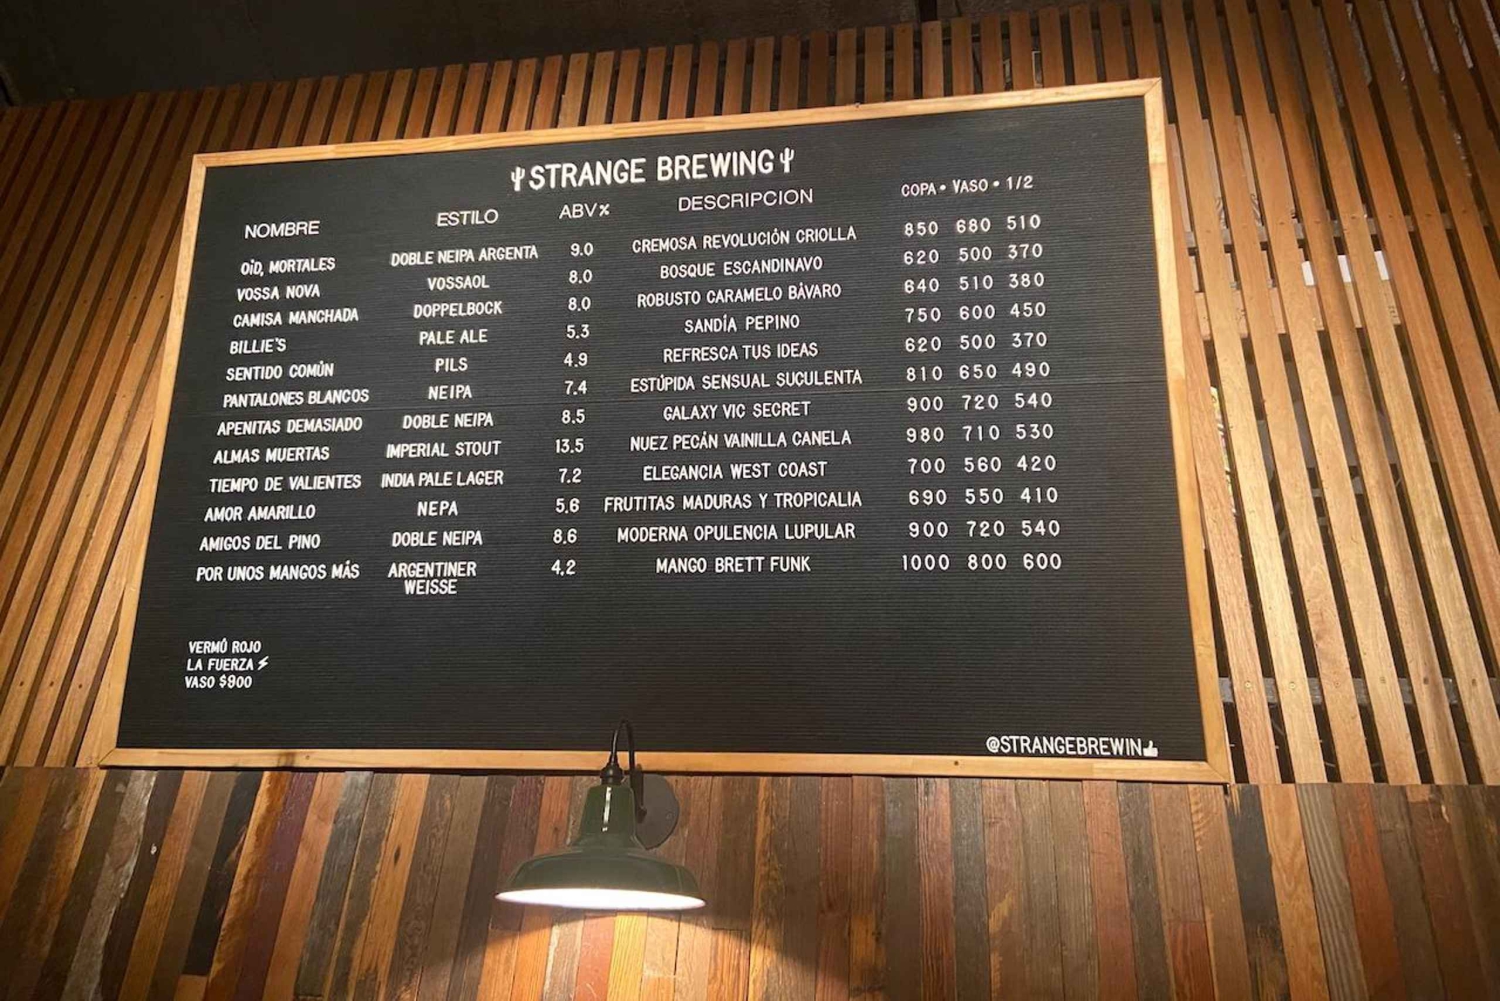 STRANGE BREWING
NOMBRE ESTILO ABV% DESCRIPCION COPA • VASO • 1/2
OÍD, MORTALES DOBLE NEIPA ARGENTA 9.0 CREMOSA REVOLUCIÓN CRIOLLA 850 680 510
VOSSA NOVA VOSSAOL 8.0 BOSQUE ESCANDINAVO 620 500 370
CAMISA MANCHADA DOPPELBOCK 8.0 ROBUSTO CARAMELO BÁVARO 640 510 380
BILLIE'S PALE ALE 5.3 SANDÍA PEPINO 750 600 450
SENTIDO COMÚN PILS 4.9 REFRESCA TUS IDEAS 620 500 370
PANTALONES BLANCOS NEIPA 7.4 ESTÚPIDA SENSUAL SUCULENTA 810 650 490
APENITAS DEMASIADO DOBLE NEIPA 8.5 GALAXY VIC SECRET 900 720 540
ALMAS MUERTAS IMPERIAL STOUT 13.5 NUEZ PECÁN VAINILLA CANELA 980 710 530
TIEMPO DE VALIENTES INDIA PALE LAGER 7.2 ELEGANCIA WEST COAST 700 560 420
AMOR AMARILLO NEPA 5.6 FRUTITAS MADURAS Y TROPICALIA 690 550 410
AMIGOS DEL PINO DOBLE NEIPA 8.6 MODERNA OPULENCIA LUPULAR 900 720 540
POR UNOS MANGOS MÁS ARGENTINER 4.2 MANGO BRETT FUNK 1000 800 600
WEISSE
VERMÚ ROJO
LA FUERZA
VASO $900
@STRANGEBREWIN